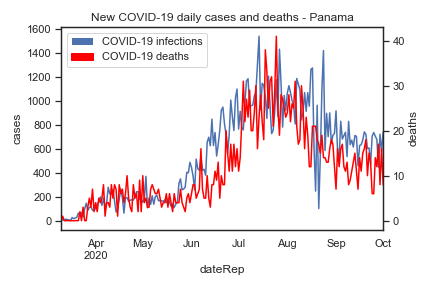 New COVID-19 daily cases and deaths - Panama
COVID-19 infections
COVID-19 deaths
1600
1400
1200
1000
800
600
400
200
0
cases
40
30
20
10
0
deaths
Apr May Jun Jul Aug Sep Oct
2020
dateRep